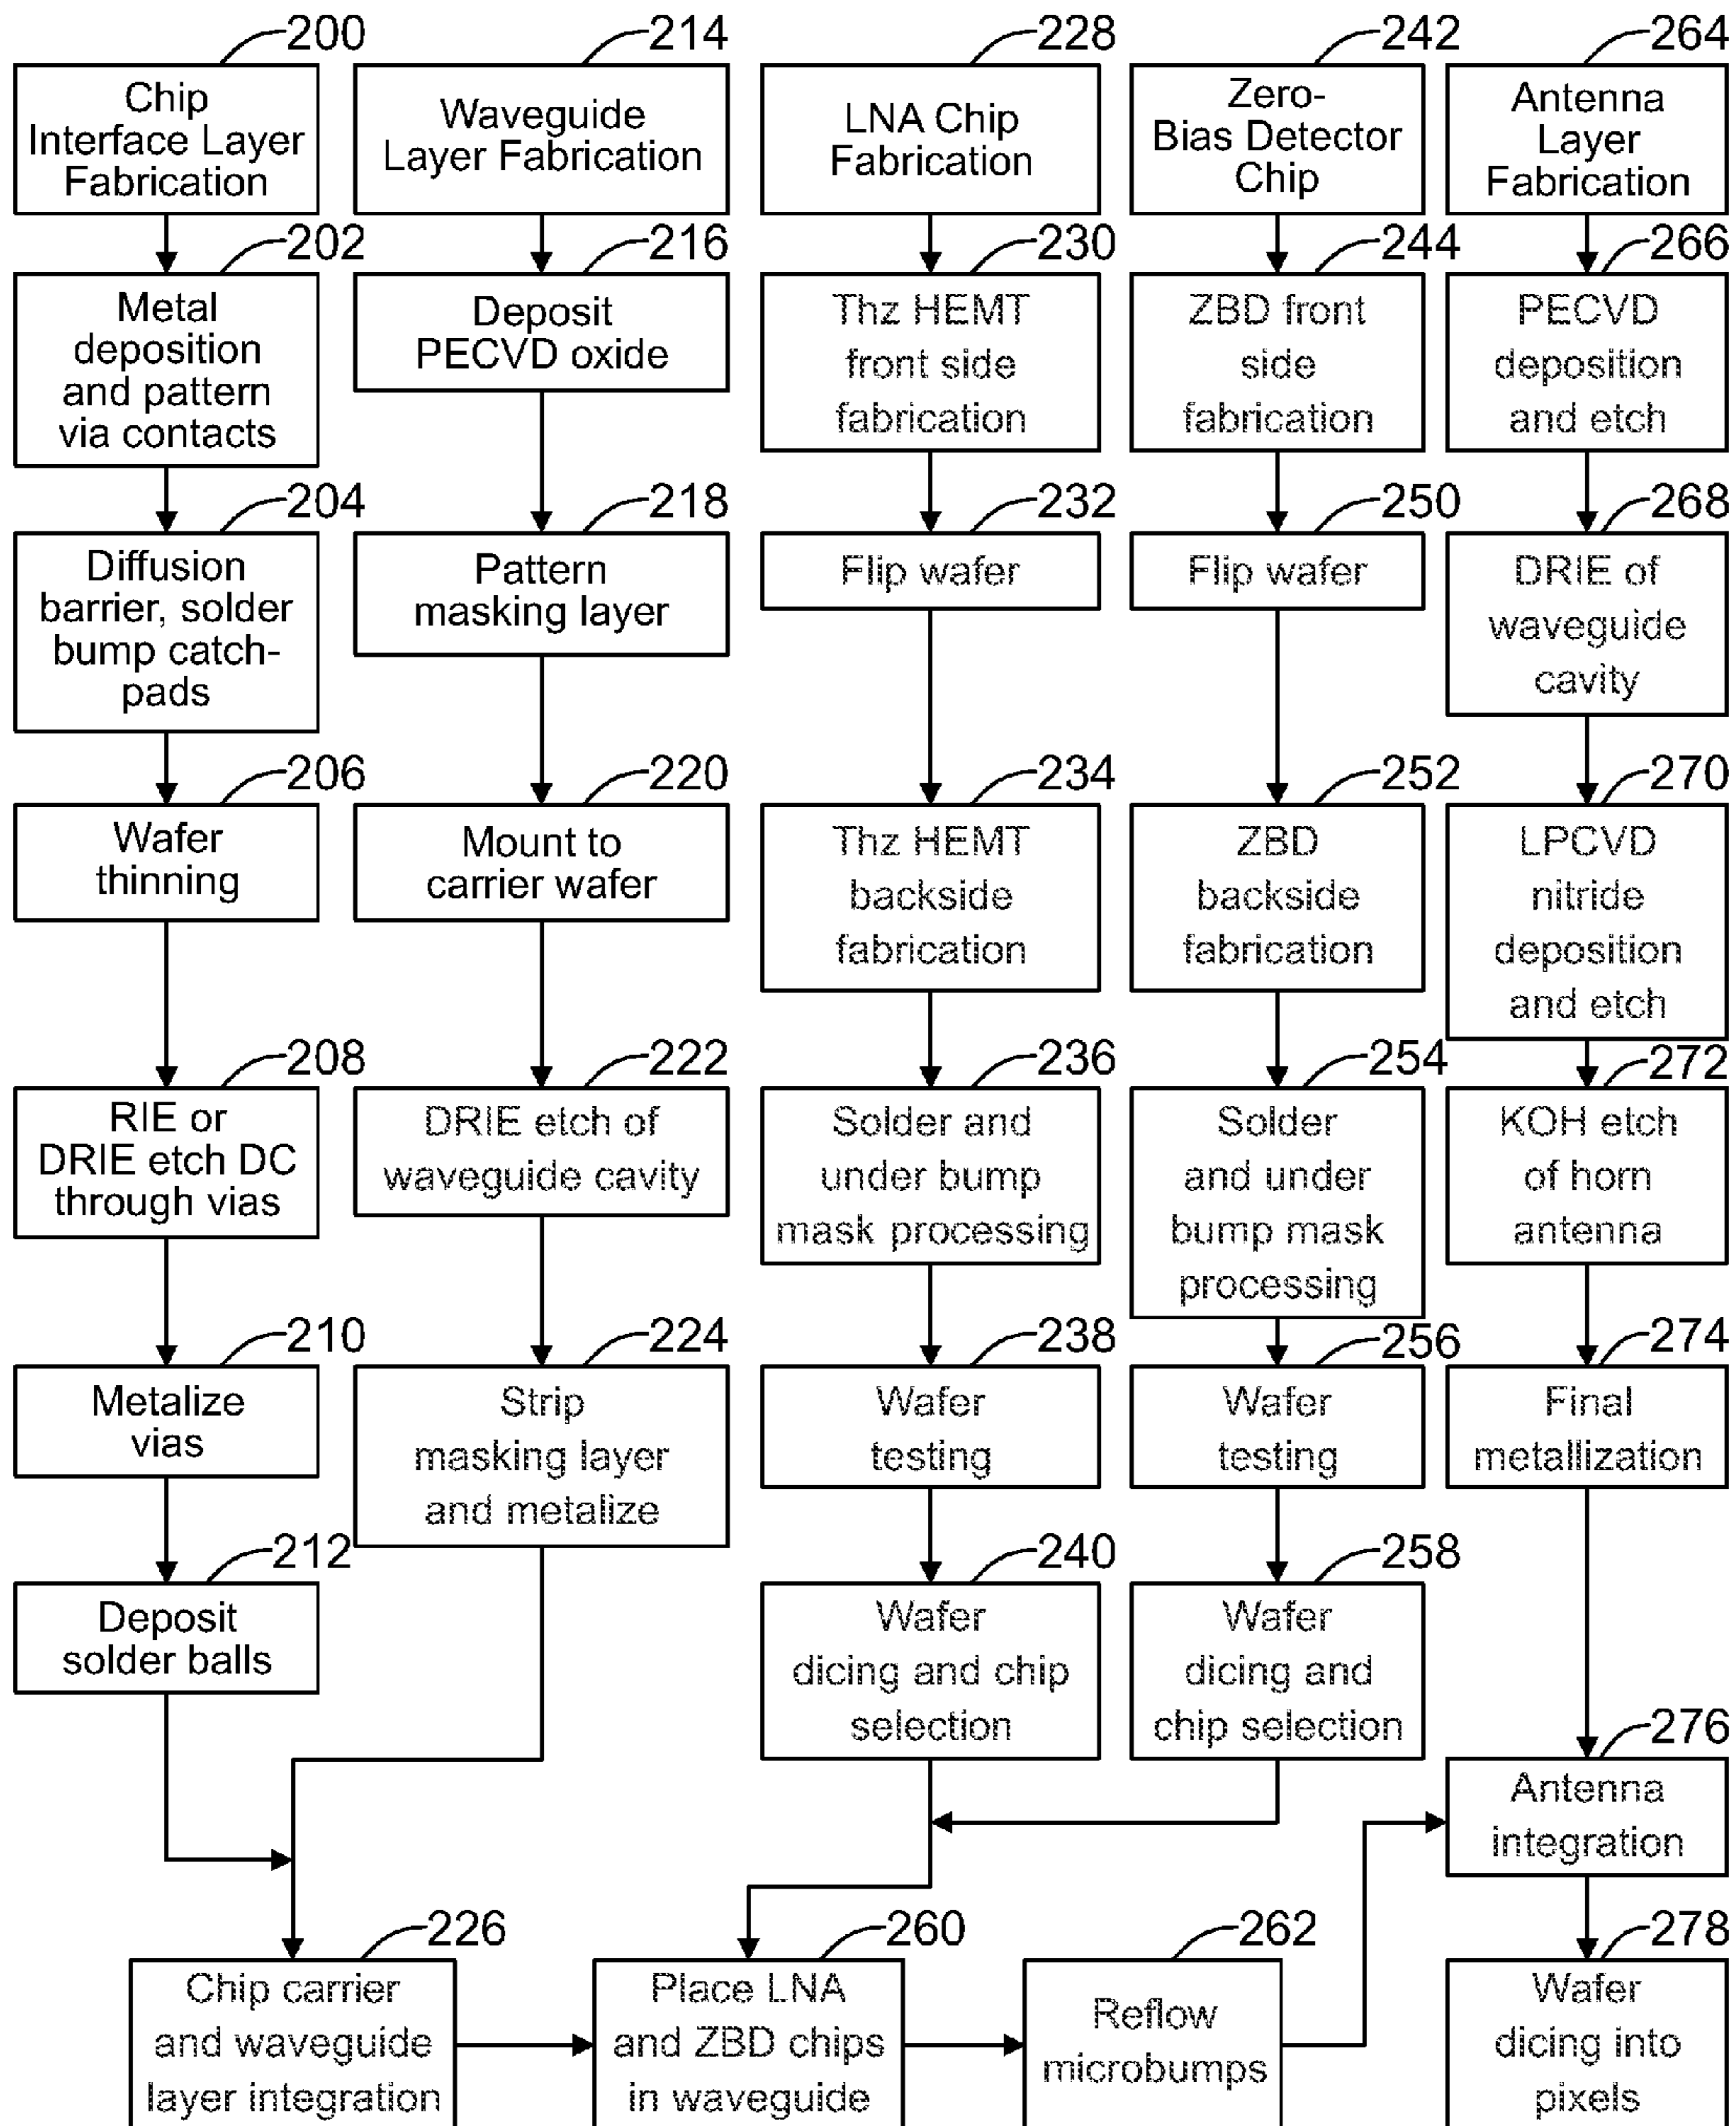 200
Chip
Interface Layer
Fabrication
202
Metal
deposition
and pattern
via contacts
204
Diffusion
barrier, solder
bump catch-
pads
206
Wafer
thinning
208
RIE or
DRIE etch DC
through vias
210
Metalize
vias
212
Deposit
solder balls
214
Waveguide
Layer Fabrication
216
Deposit
PECVD oxide
218
Pattern
masking layer
220
Mount to
carrier wafer
222
DRIE etch of
waveguide cavity
224
Strip
masking layer
and metalize
228
LNA Chip
Fabrication
230
Thz HEMT
front side
fabrication
232
Flip wafer
234
Thz HEMT
backside
fabrication
236
Solder and
under bump
mask processing
238
Wafer
testing
240
Wafer
dicing and chip
selection
242
Zero-
Bias Detector
Chip
244
ZBD front
side
fabrication
250
Flip wafer
252
ZBD
backside
fabrication
254
Solder
and under
bump mask
processing
256
Wafer
testing
258
Wafer
dicing and
chip selection
264
Antenna
Layer
Fabrication
266
PECVD
deposition
and etch
268
DRIE of
waveguide
cavity
270
LPCVD
nitride
deposition
and etch
272
KOH etch
of horn
antenna
274
Final
metallization
276
Antenna
integration
226
Chip carrier
and waveguide
layer integration
260
Place LNA
and ZBD chips
in waveguide
262
Reflow
microbumps
278
Wafer
dicing into
pixels